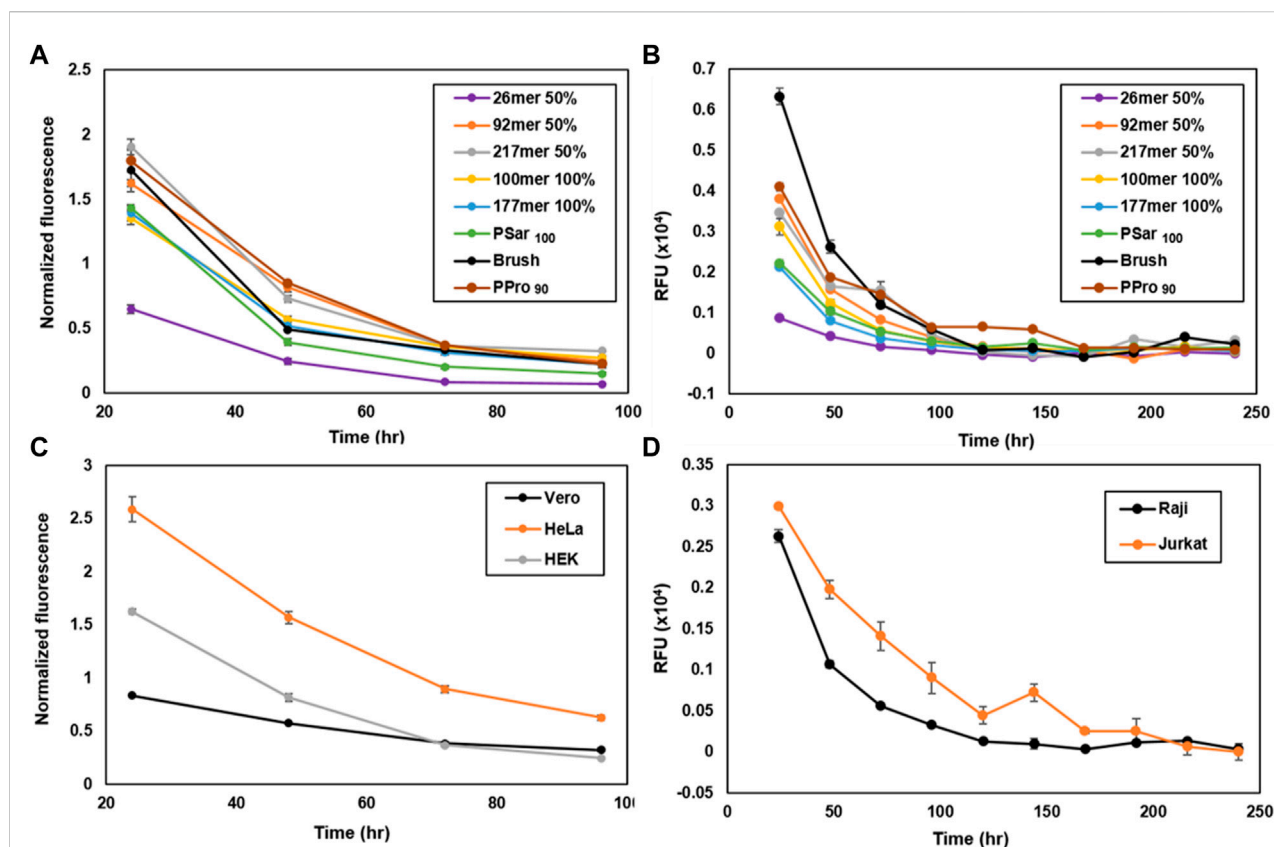 A
Normalized fluorescence
2.5
2
1.5
1
0.5
0
20
40
60
80
100
Time (hr)
26mer 50%
92mer 50%
217mer 50%
100mer 100%
177mer 100%
PSar 100
Brush
PPro 90
B
RFU (x10⁴)
0.7
0.6
0.5
0.4
0.3
0.2
0.1
0
-0.1
0
50
100
150
200
250
Time (hr)
26mer 50%
92mer 50%
217mer 50%
100mer 100%
177mer 100%
PSar 100
Brush
PPro 90
C
Normalized fluorescence
3
2.5
2
1.5
1
0.5
0
20
40
60
80
100
Time (hr)
Vero
HeLa
HEK
D
RFU (x10⁴)
0.35
0.3
0.25
0.2
0.15
0.1
0.05
0
-0.05
0
50
100
150
200
250
Time (hr)
Raji
Jurkat